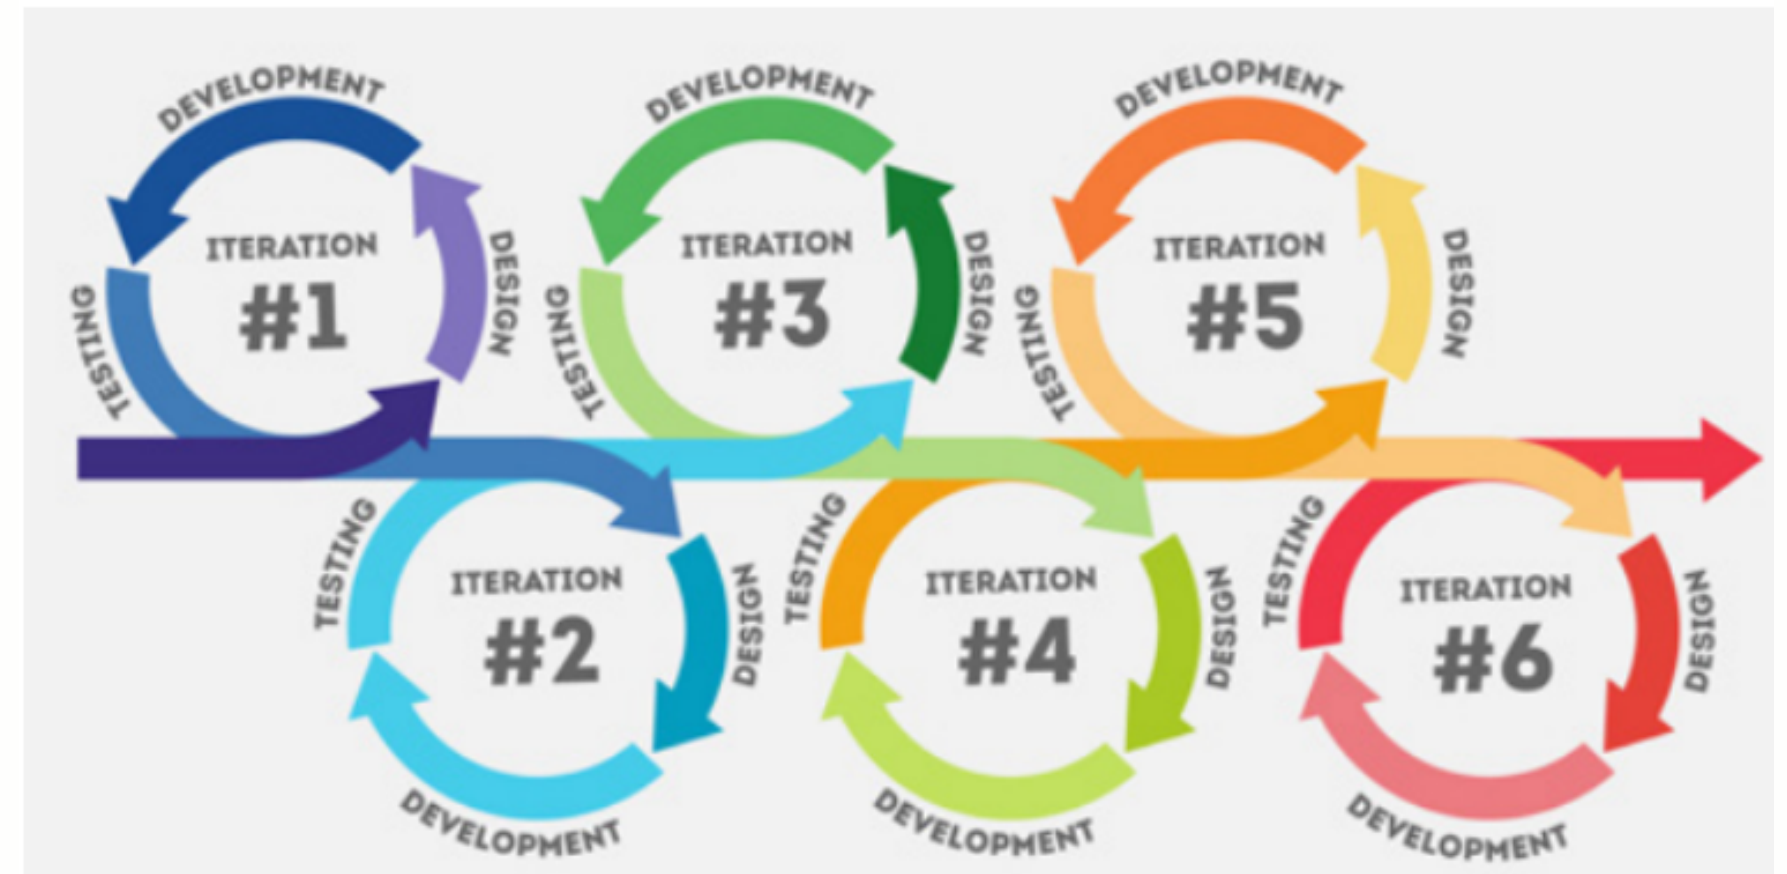 DEVELOPMENT
ITERATION
#1
DESIGN
TESTING
DEVELOPMENT
ITERATION
#3
DESIGN
TESTING
DEVELOPMENT
ITERATION
#5
DESIGN
TESTING
TESTING
ITERATION
#2
DESIGN
DEVELOPMENT
TESTING
ITERATION
#4
DESIGN
DEVELOPMENT
TESTING
ITERATION
#6
DESIGN
DEVELOPMENT